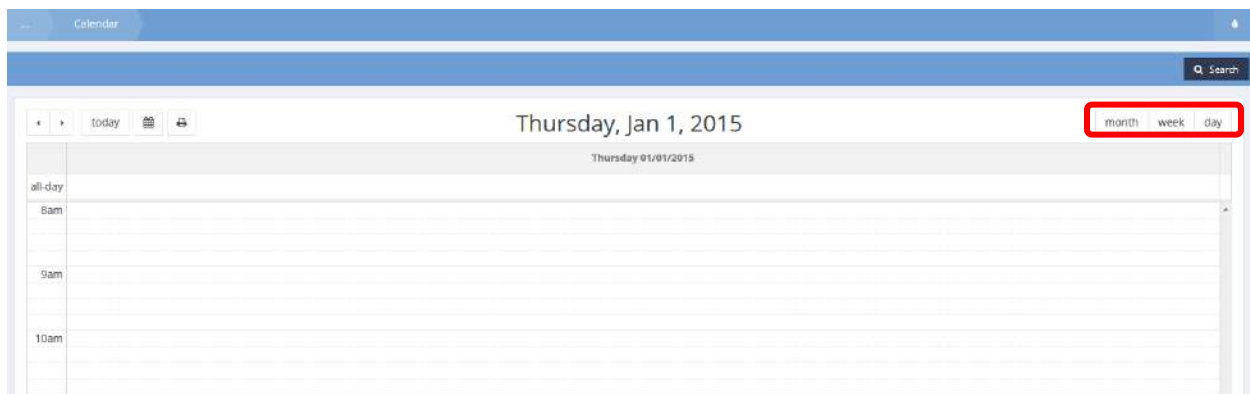 ... Calendar
Search
today
Thursday, Jan 1, 2015
month week day
Thursday 01/01/2015
all-day
8am
9am
10am